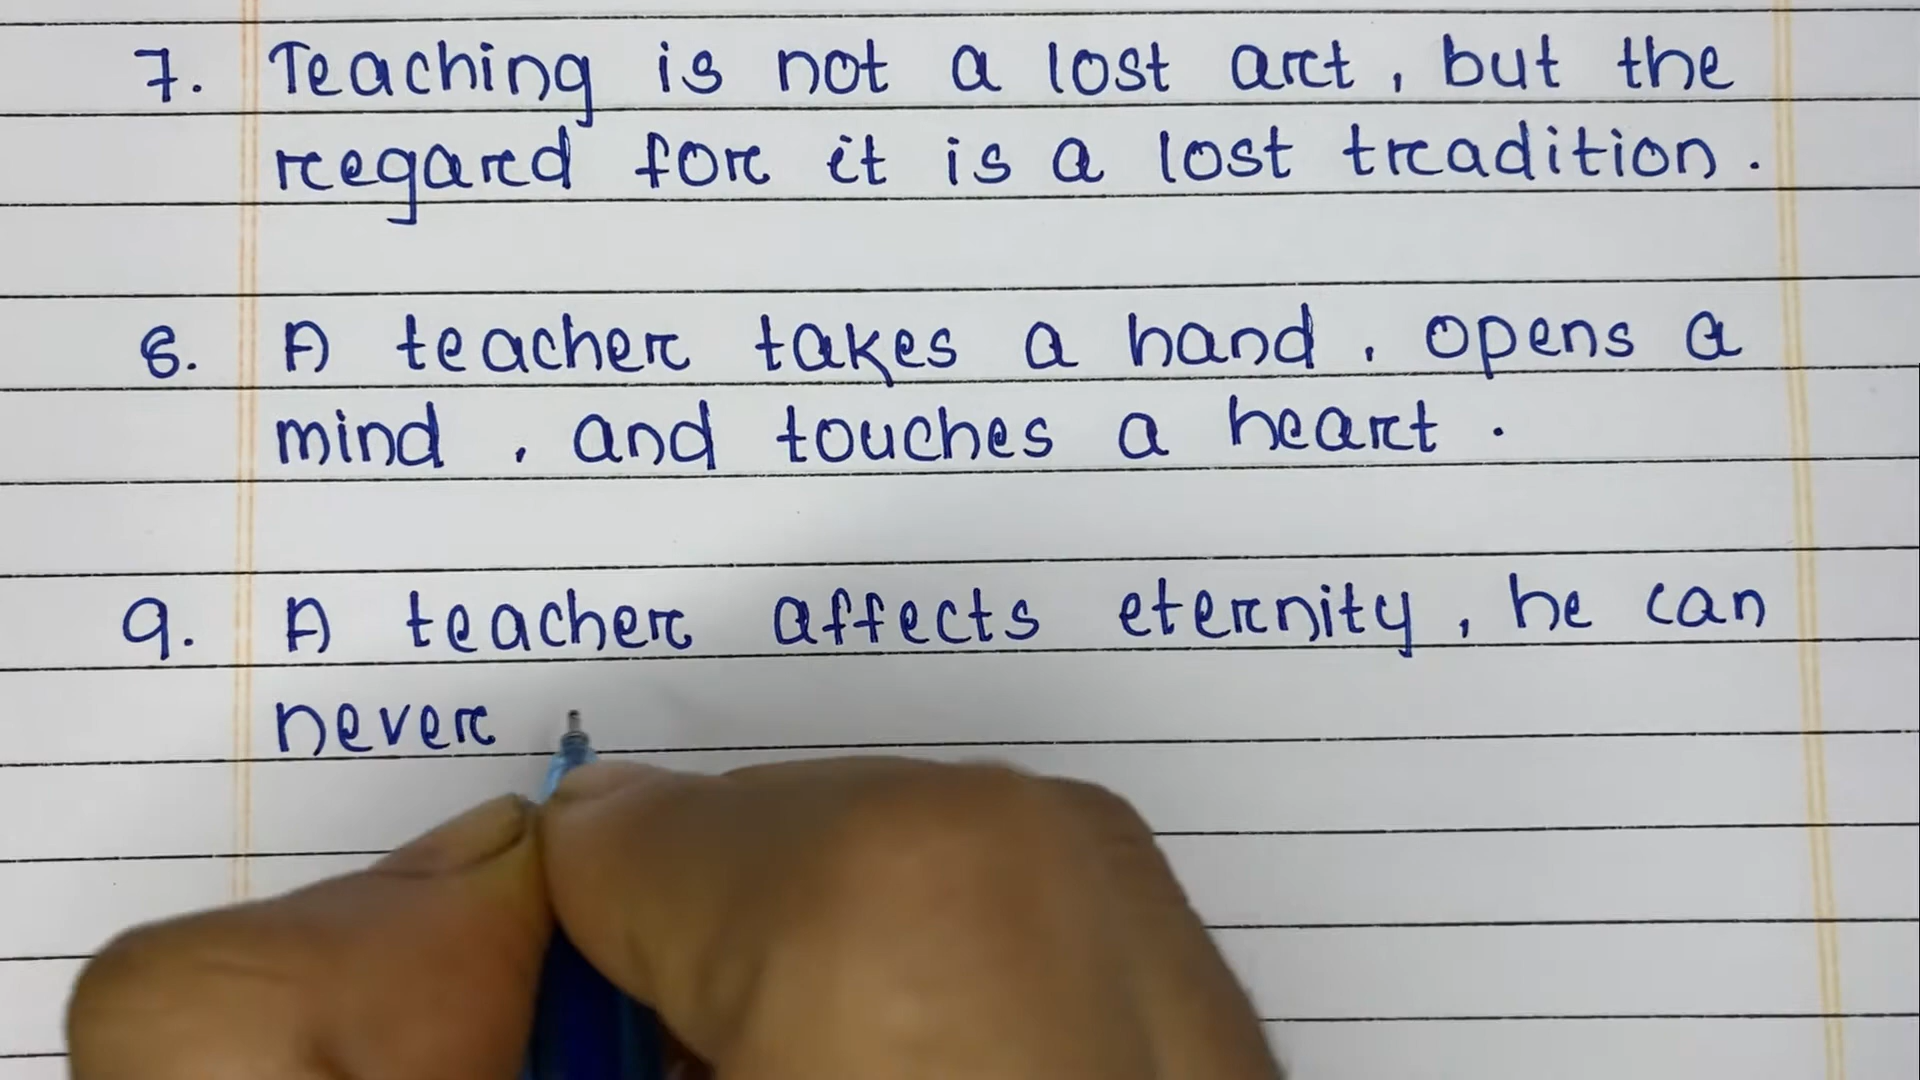 7. Teaching is not a lost art, but the
regard for it is a lost tradition.
8. A teacher takes a hand, opens a
mind, and touches a heart.
9. A teacher affects eternity, he can
never